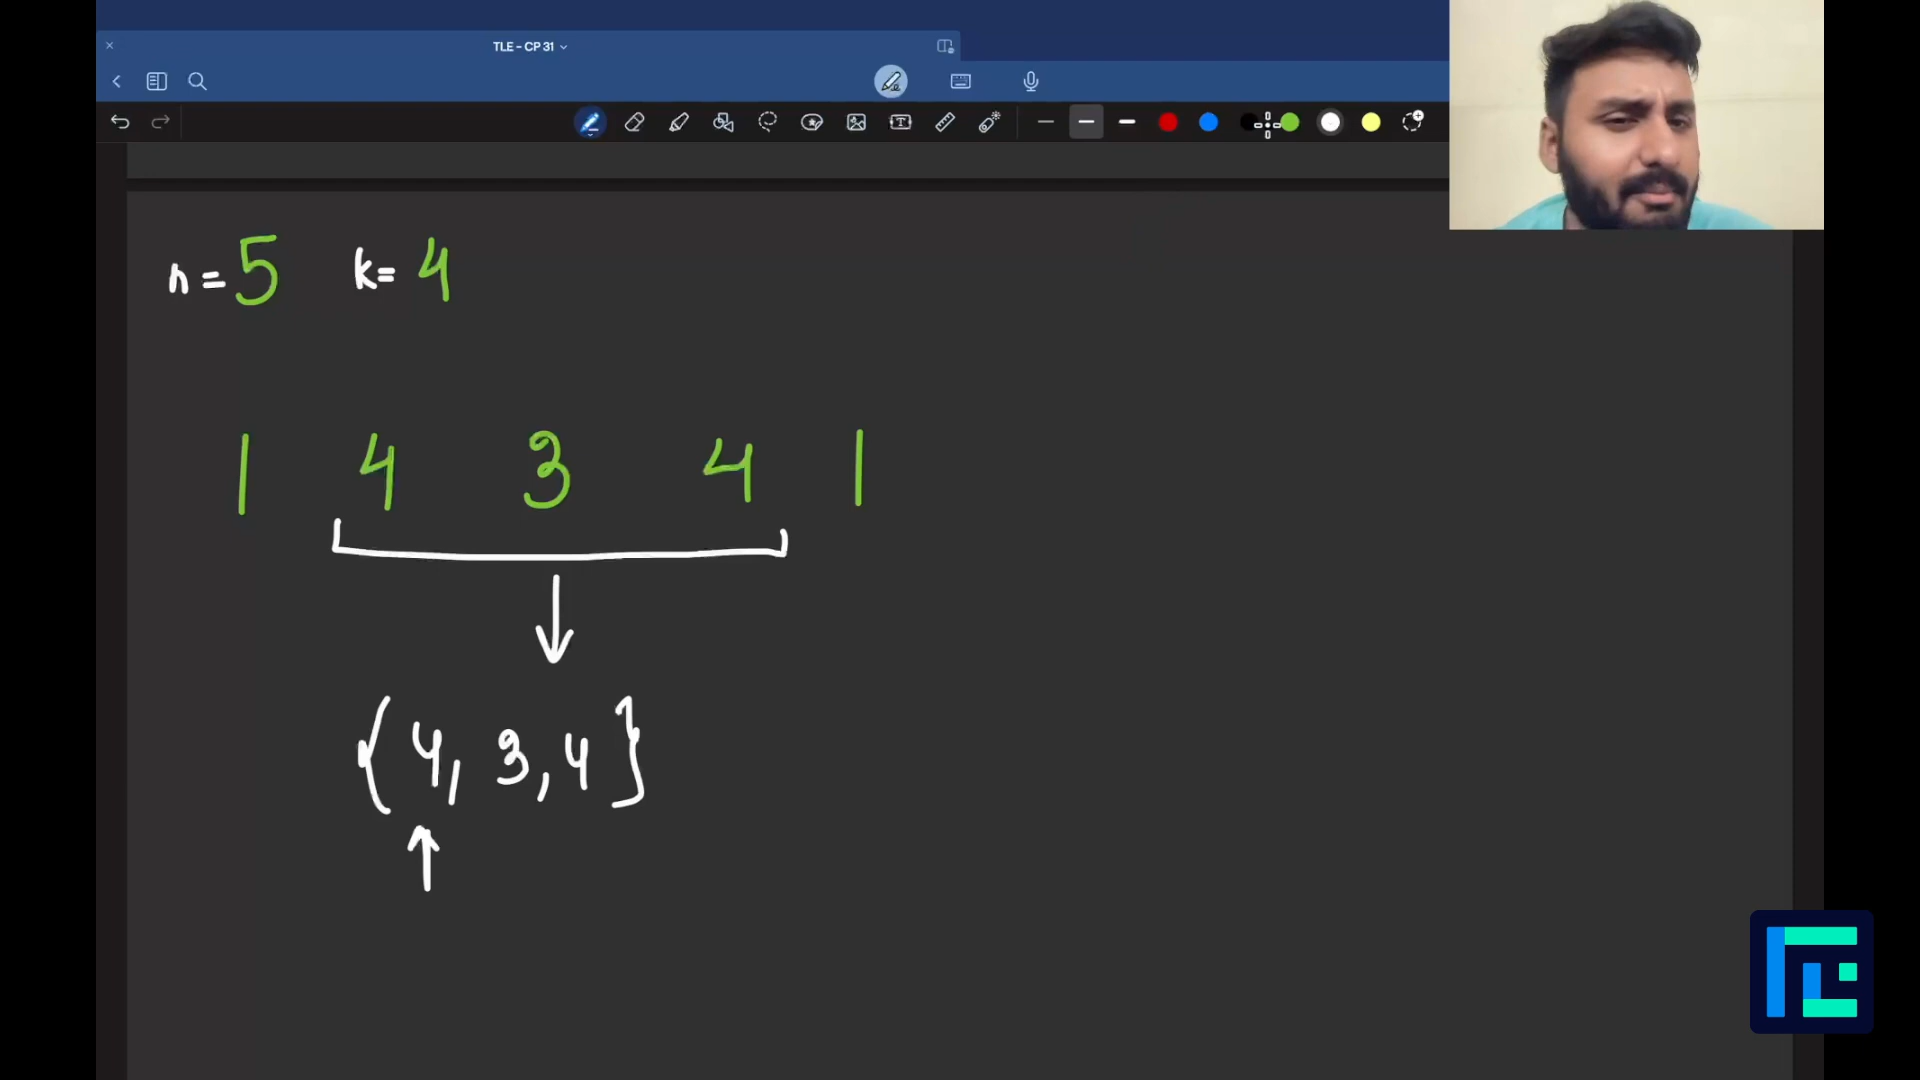 TLE - CP 31
n = 5 k = 4
1 4 3 4 1
{ 4, 3, 4 }